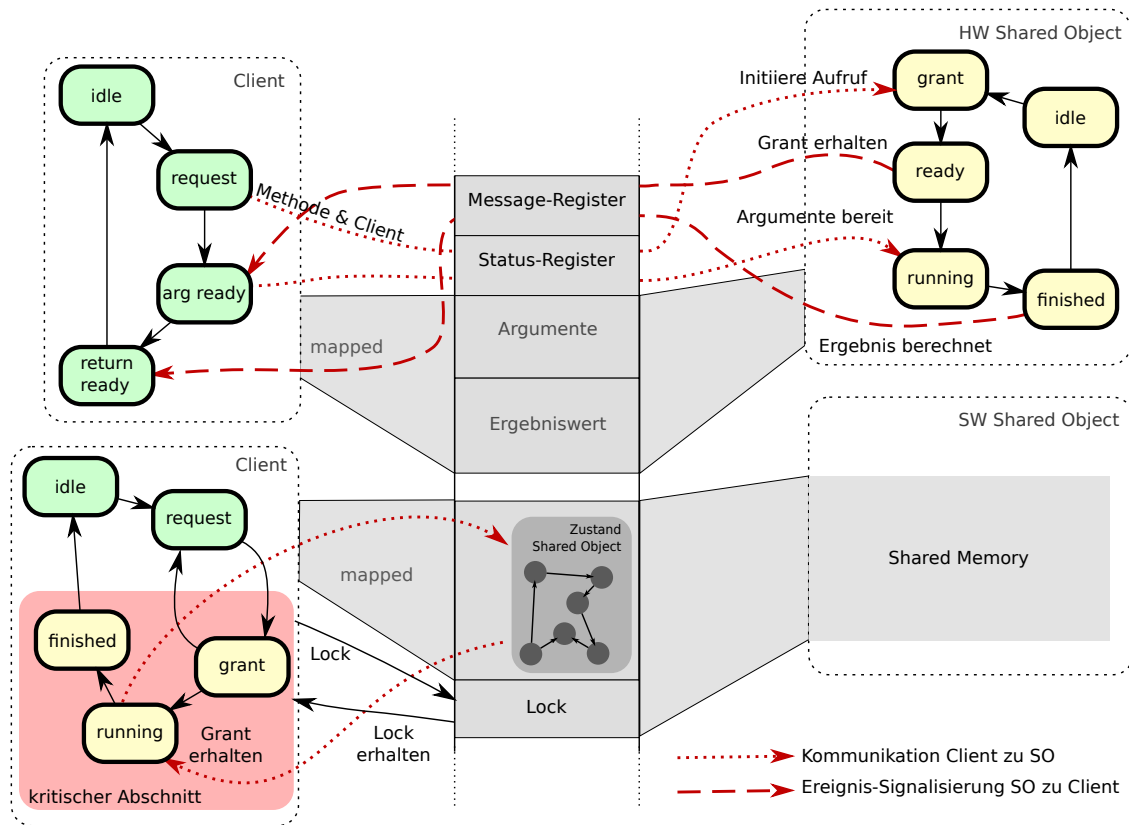 Client
idle
request
arg ready
return
ready
Methode & Client
mapped
Message-Register
Status-Register
Argumente
Ergebniswert
HW Shared Object
Initiiere Aufruf
grant
idle
Grant erhalten
ready
Argumente bereit
running
finished
Ergebnis berechnet
Client
idle
request
finished
grant
running
Grant
erhalten
kritischer Abschnitt
mapped
Lock
Lock
erhalten
Zustand
Shared Object
Lock
SW Shared Object
Shared Memory
Kommunikation Client zu SO
Ereignis-Signalisierung SO zu Client